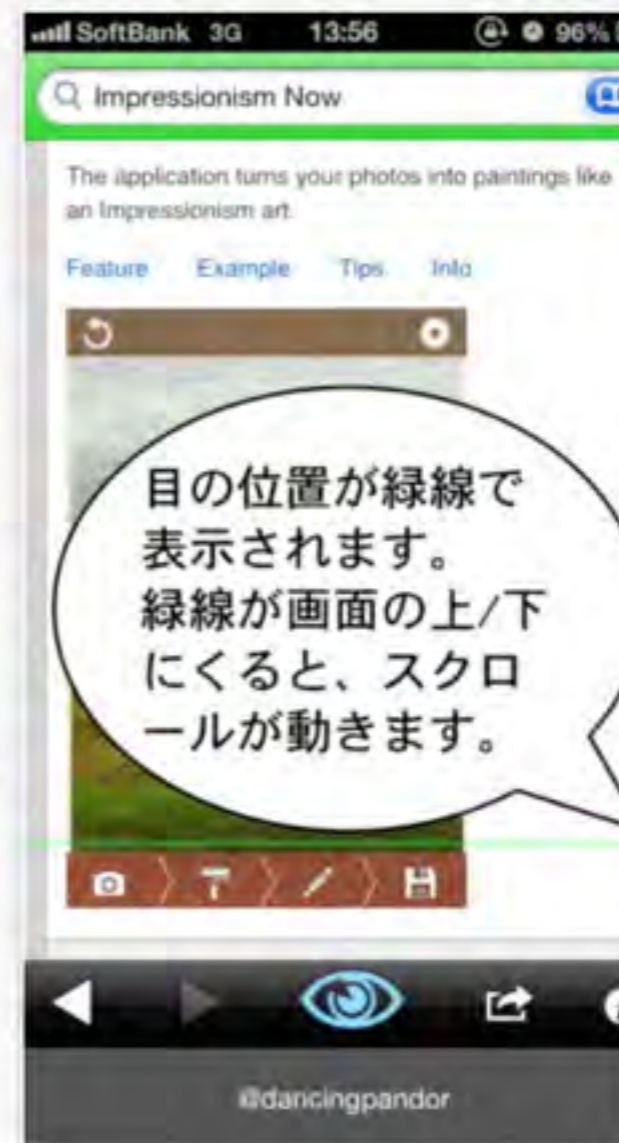 SoftBank 3G 13:56 96%
Impressionism Now
The application turns your photos into paintings like
an Impressionism art.
Feature Example Tips Info
目の位置が緑線で
表示されます。
緑線が画面の上/下
にくると、スクロ
ールが動きます。
@dancingpandor